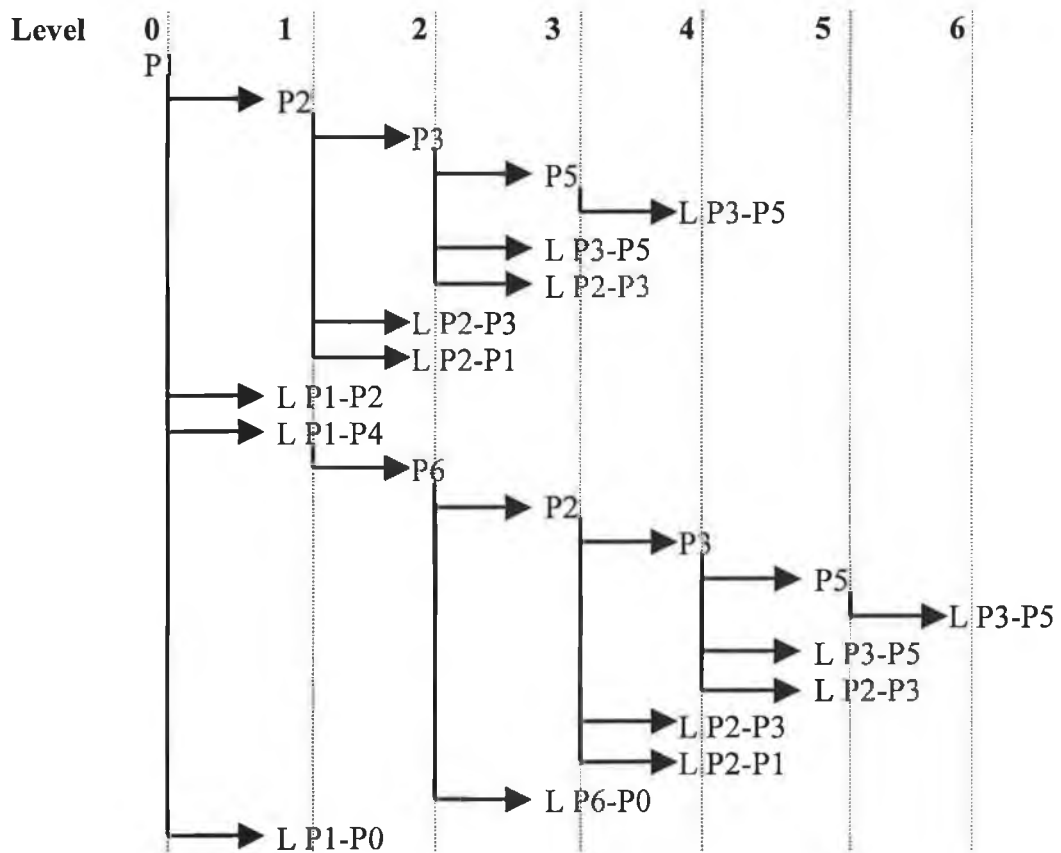 Level 0 1 2 3 4 5 6
P
P2
P3
P5
L P3-P5
L P3-P5
L P2-P3
L P2-P3
L P2-P1
L P1-P2
L P1-P4
P6
P2
P3
P5
L P3-P5
L P3-P5
L P2-P3
L P2-P3
L P2-P1
L P6-P0
L P1-P0